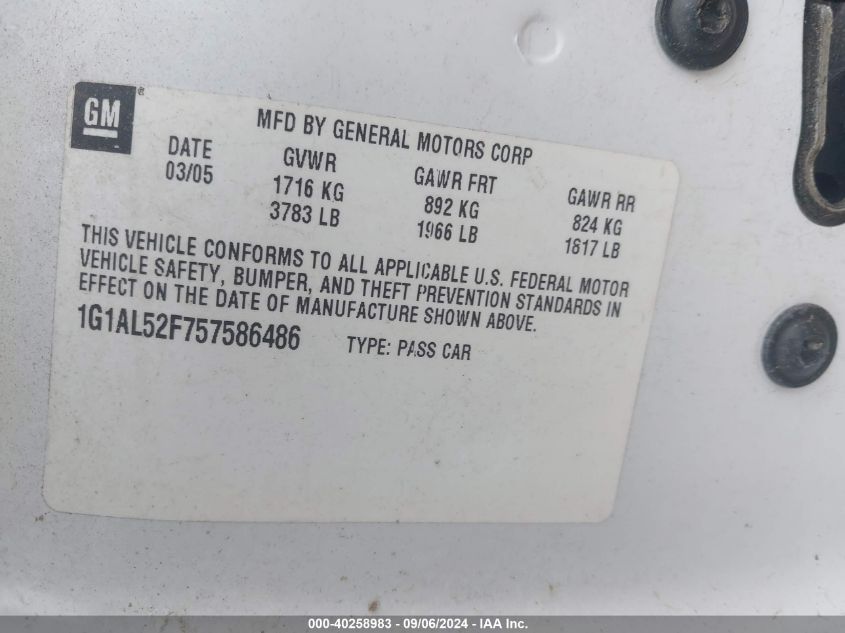 GM®
MFD BY GENERAL MOTORS CORP
DATE GVWR GAWR FRT GAWR RR
03/05 1716 KG 892 KG 824 KG
3783 LB 1966 LB 1817 LB
THIS VEHICLE CONFORMS TO ALL APPLICABLE U.S. FEDERAL MOTOR
VEHICLE SAFETY, BUMPER, AND THEFT PREVENTION STANDARDS IN
EFFECT ON THE DATE OF MANUFACTURE SHOWN ABOVE.
1G1AL52F757586486 TYPE: PASS CAR
000-40258983 - 09/06/2024 - IAA Inc.